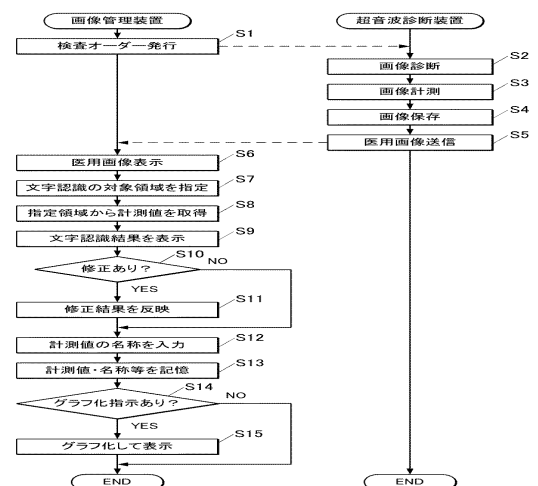 画像管理装置
超音波診断装置
検査オーダー発行
S1
画像診断
S2
画像計測
S3
画像保存
S4
医用画像送信
S5
医用画像表示
S6
文字認識の対象領域を指定
S7
指定領域から計測値を取得
S8
文字認識結果を表示
S9
修正あり?
S10
NO
YES
修正結果を反映
S11
計測値の名称を入力
S12
計測値・名称等を記憶
S13
グラフ化指示あり?
S14
NO
YES
グラフ化して表示
S15
END
END